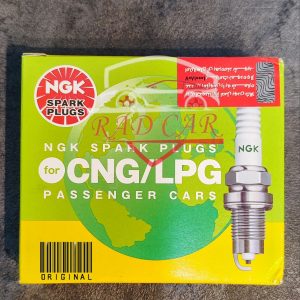 NGK
SPARK
PLUGS
RAD CAR
NGK SPARK PLUGS
for CNG/LPG
PASSENGER CARS
NGK
ORIGINAL